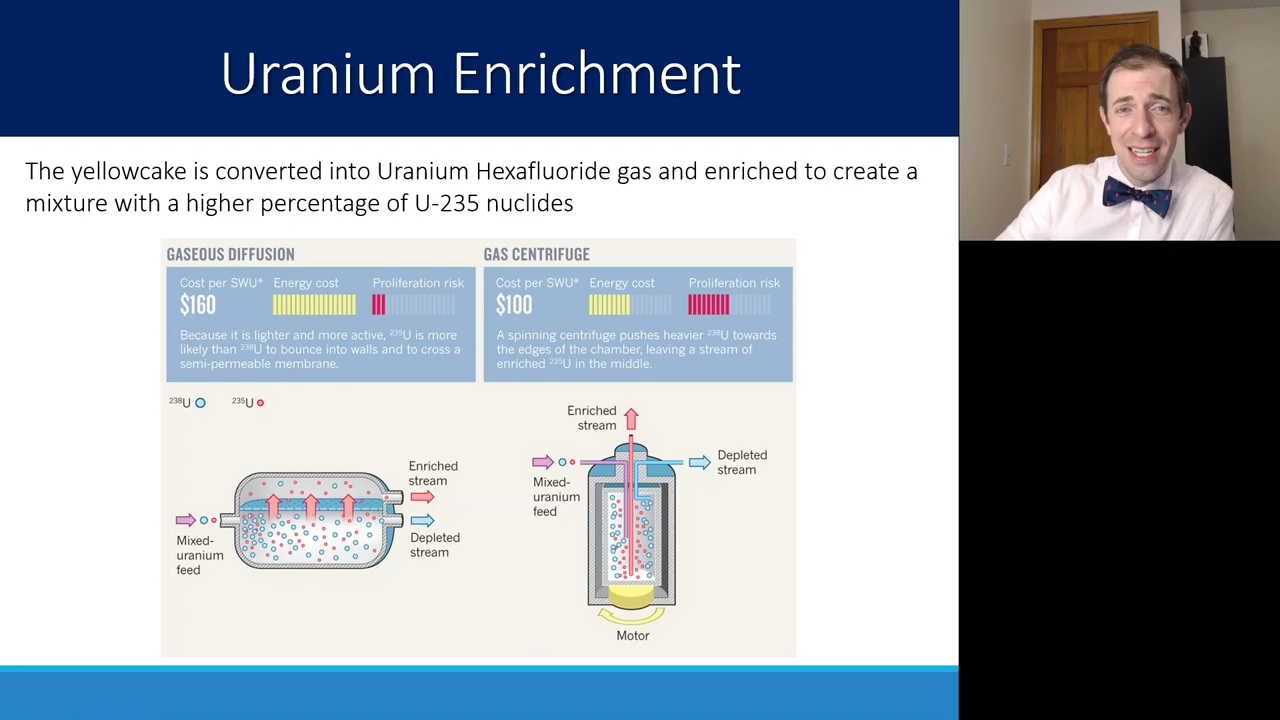 Uranium Enrichment
The yellowcake is converted into Uranium Hexafluoride gas and enriched to create a
mixture with a higher percentage of U-235 nuclides
GASEOUS DIFFUSION
Cost per SWU* Energy cost Proliferation risk
$160
Because it is lighter and more active, ²³⁵U is more
likely than ²³⁸U to bounce into walls and to cross a
semi-permeable membrane.
GAS CENTRIFUGE
Cost per SWU* Energy cost Proliferation risk
$100
A spinning centrifuge pushes heavier ²³⁸U towards
the edges of the chamber, leaving a stream of
enriched ²³⁵U in the middle.
²³⁸U ²³⁵U
Enriched
stream
Mixed-
uranium
feed
Depleted
stream
Enriched
stream
Mixed-
uranium
feed
Depleted
stream
Motor